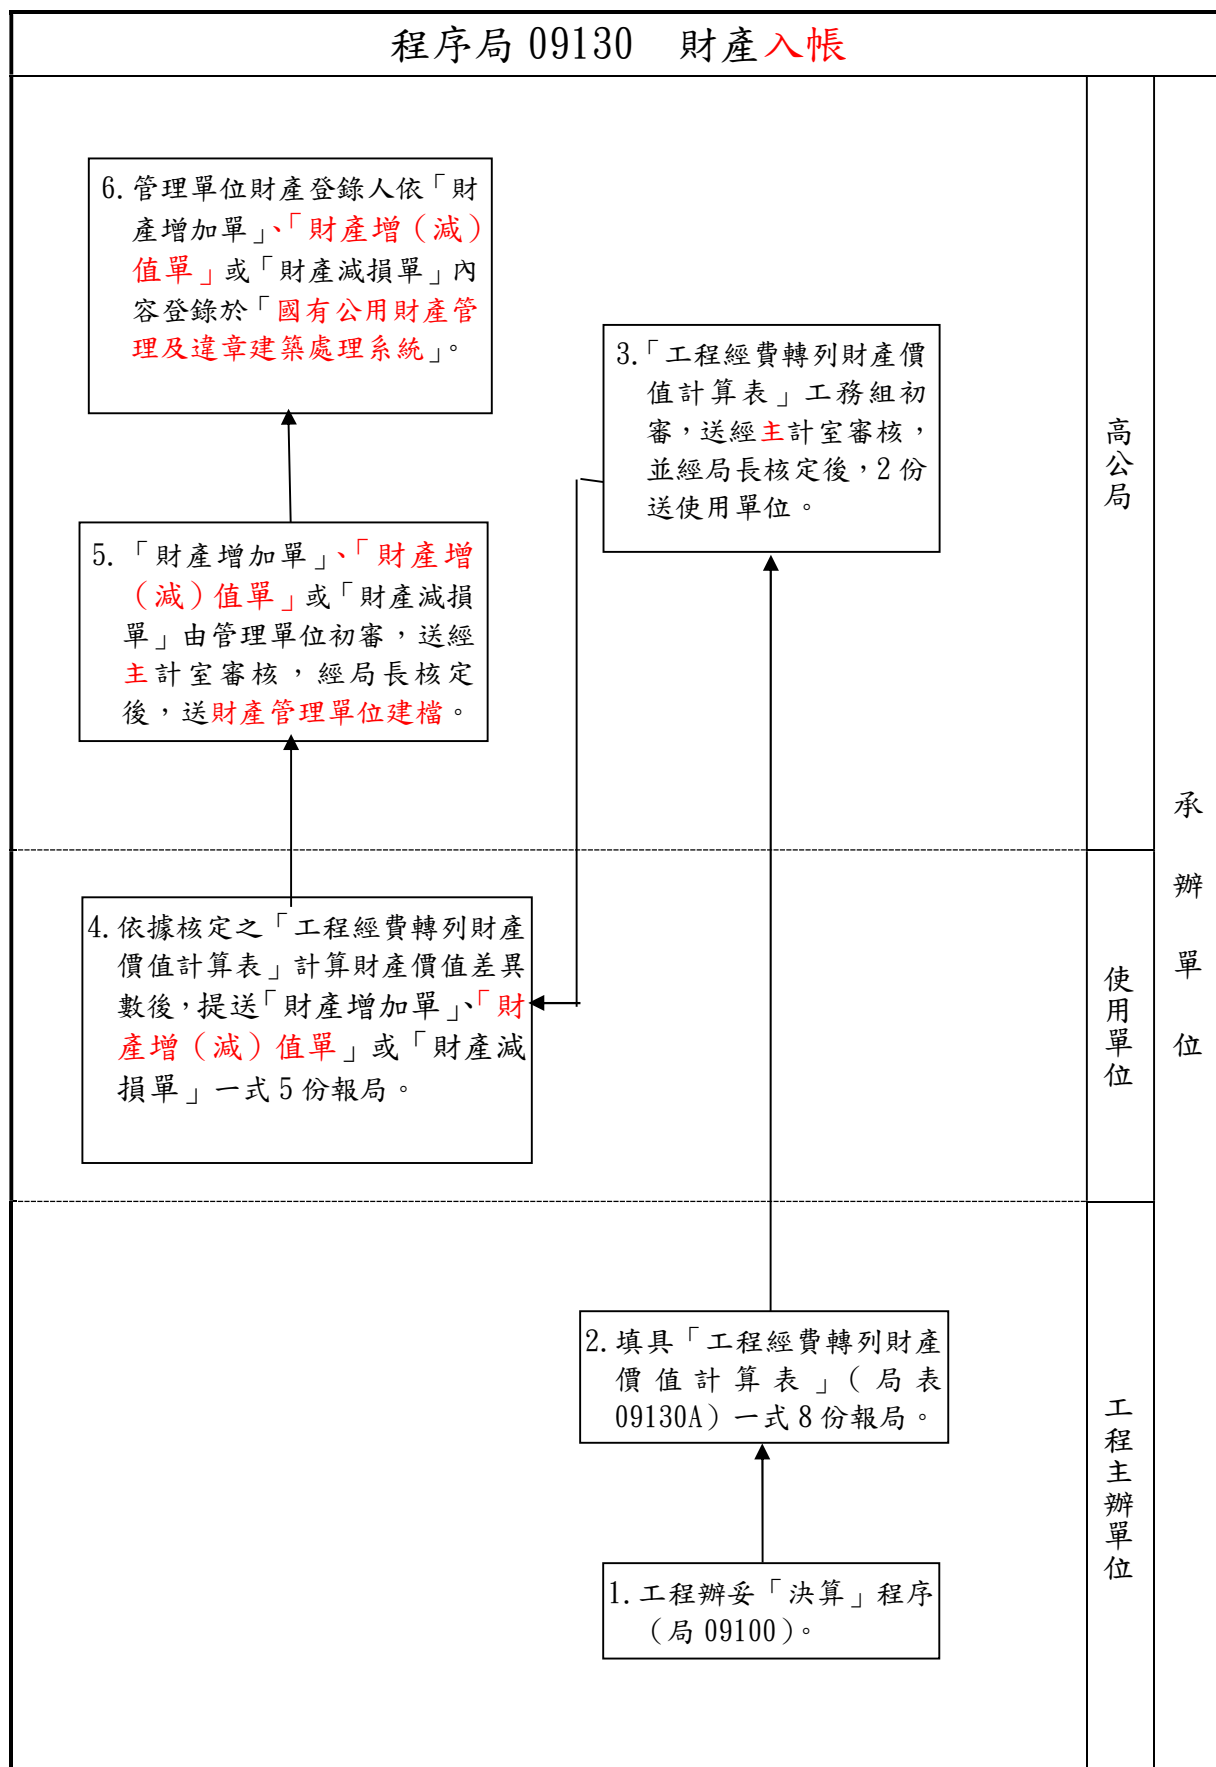 程序局 09130　財產入帳
6. 管理單位財產登錄人依「財
產增加單」、「財產增（減）
值單」或「財產減損單」內
容登錄於「國有公用財產管
理及違章建築處理系統」。
3.「工程經費轉列財產價
值計算表」工務組初
審，送經主計室審核，
並經局長核定後，2 份
送使用單位。
5. 「財產增加單」、「財產增
（減）值單」或「財產減損
單」由管理單位初審，送經
主計室審核，經局長核定
後，送財產管理單位建檔。
4. 依據核定之「工程經費轉列財產
價值計算表」計算財產價值差異
數後，提送「財產增加單」、「財
產增（減）值單」或「財產減
損單」一式 5 份報局。
2. 填具「工程經費轉列財產
價值計算表」（局表
09130A）一式 8 份報局。
1. 工程辦妥「決算」程序
（局 09100）。
高公局
使用單位
工程主辦單位
承辦單位